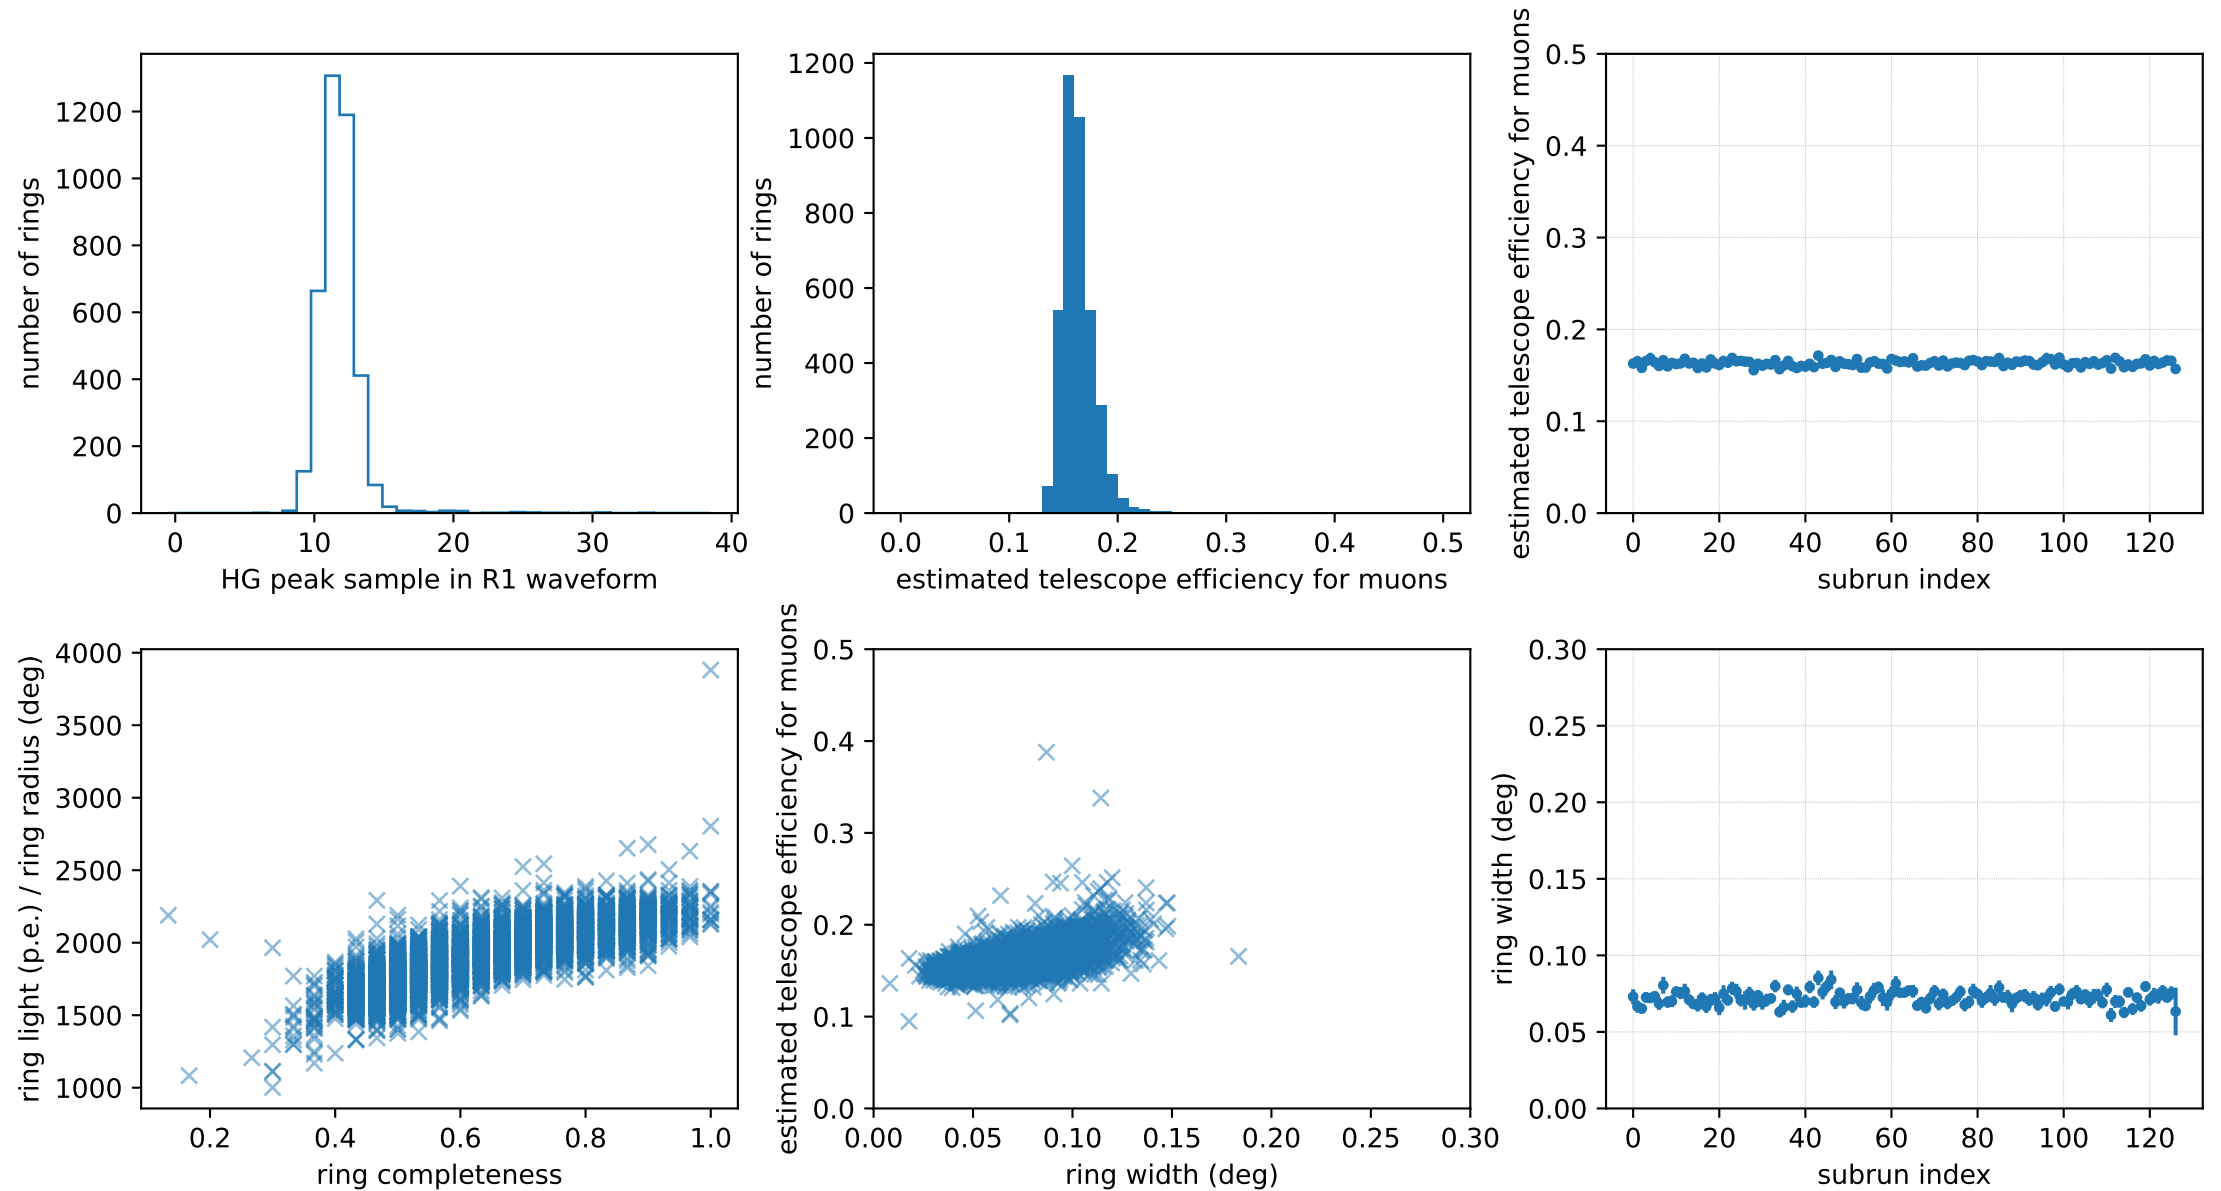 number of rings
0
200
400
600
800
1000
1200
0 10 20 30 40
HG peak sample in R1 waveform
number of rings
0
200
400
600
800
1000
1200
0.0 0.1 0.2 0.3 0.4 0.5
estimated telescope efficiency for muons
estimated telescope efficiency for muons
0.5
0.4
0.3
0.2
0.1
0.0
0 20 40 60 80 100 120
subrun index
ring light (p.e.) / ring radius (deg)
4000
3500
3000
2500
2000
1500
1000
0.2 0.4 0.6 0.8 1.0
ring completeness
estimated telescope efficiency for muons
0.5
0.4
0.3
0.2
0.1
0.0
0.00 0.05 0.10 0.15 0.20 0.25 0.30
ring width (deg)
ring width (deg)
0.30
0.25
0.20
0.15
0.10
0.05
0.00
0 20 40 60 80 100 120
subrun index